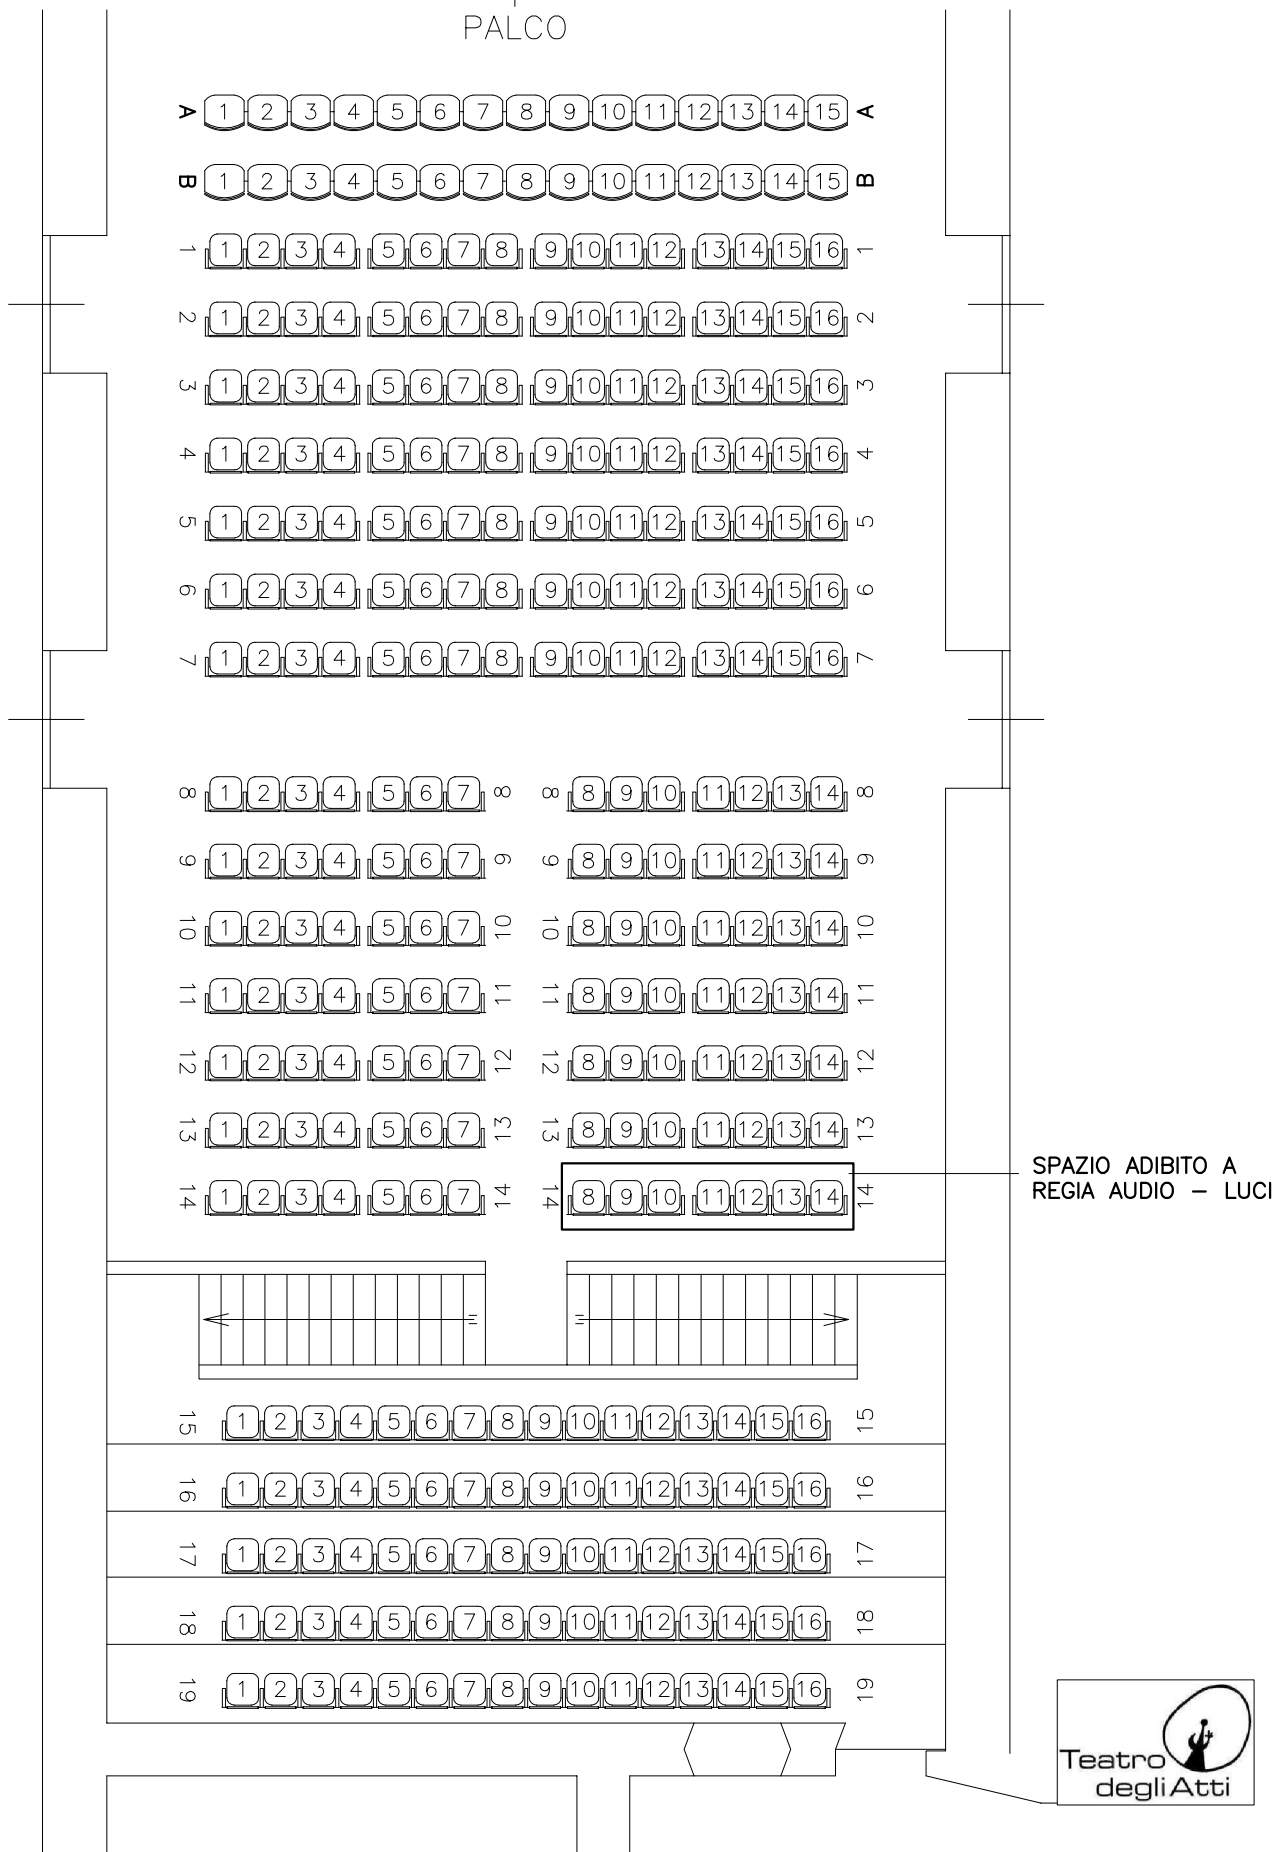 PALCO
A 1 2 3 4 5 6 7 8 9 10 11 12 13 14 15 A
B 1 2 3 4 5 6 7 8 9 10 11 12 13 14 15 B
1 1 2 3 4 5 6 7 8 9 10 11 12 13 14 15 16 1
2 1 2 3 4 5 6 7 8 9 10 11 12 13 14 15 16 2
3 1 2 3 4 5 6 7 8 9 10 11 12 13 14 15 16 3
4 1 2 3 4 5 6 7 8 9 10 11 12 13 14 15 16 4
5 1 2 3 4 5 6 7 8 9 10 11 12 13 14 15 16 5
6 1 2 3 4 5 6 7 8 9 10 11 12 13 14 15 16 6
7 1 2 3 4 5 6 7 8 9 10 11 12 13 14 15 16 7
8 1 2 3 4 5 6 7 8 8 8 9 10 11 12 13 14 8
9 1 2 3 4 5 6 7 9 9 8 9 10 11 12 13 14 9
10 1 2 3 4 5 6 7 10 10 8 9 10 11 12 13 14 10
11 1 2 3 4 5 6 7 11 11 8 9 10 11 12 13 14 11
12 1 2 3 4 5 6 7 12 12 8 9 10 11 12 13 14 12
13 1 2 3 4 5 6 7 13 13 8 9 10 11 12 13 14 13
14 1 2 3 4 5 6 7 14 14 8 9 10 11 12 13 14 14
SPAZIO ADIBITO A
REGIA AUDIO – LUCI
15 1 2 3 4 5 6 7 8 9 10 11 12 13 14 15 16 15
16 1 2 3 4 5 6 7 8 9 10 11 12 13 14 15 16 16
17 1 2 3 4 5 6 7 8 9 10 11 12 13 14 15 16 17
18 1 2 3 4 5 6 7 8 9 10 11 12 13 14 15 16 18
19 1 2 3 4 5 6 7 8 9 10 11 12 13 14 15 16 19
Teatro
degli Atti